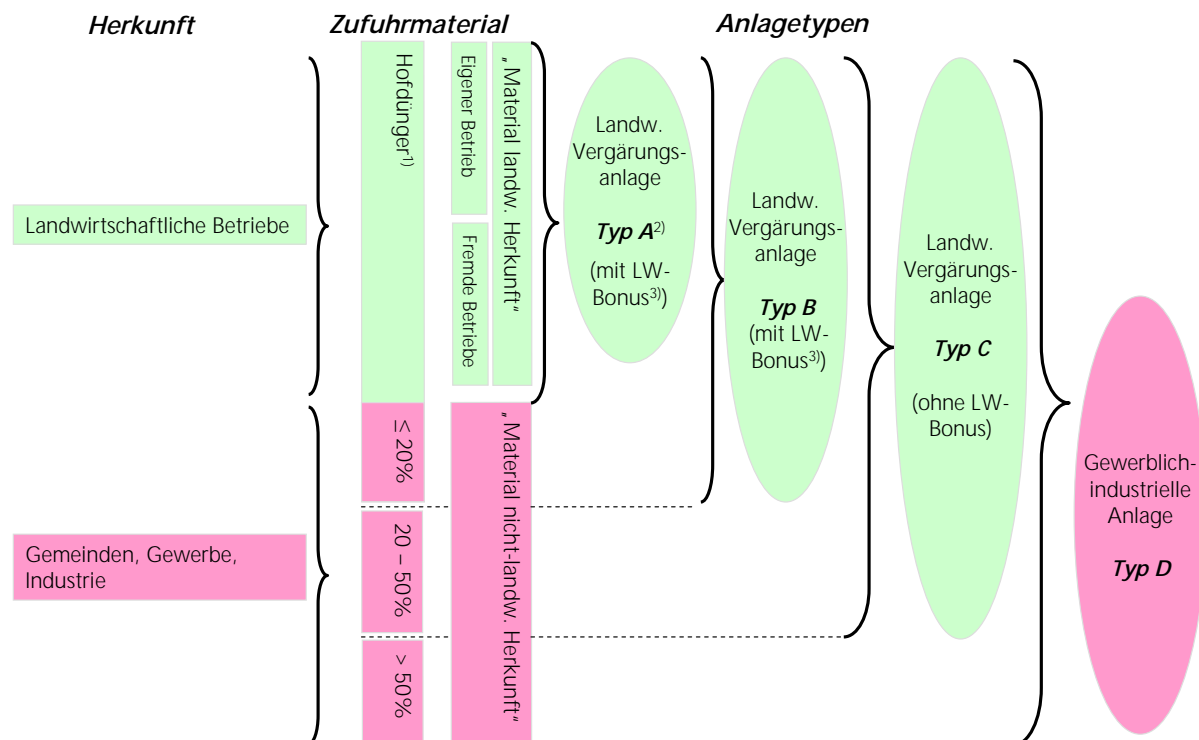 Herkunft
Zufuhrmaterial
Anlagetypen
Landwirtschaftliche Betriebe
Gemeinden, Gewerbe,
Industrie
Hofdünger1)
≤ 20%
20 – 50%
> 50%
Eigener Betrieb
Fremde Betriebe
„Material landw. Herkunft“
„Material nicht-landw. Herkunft“
Landw.
Vergärungs-
anlage
Typ A2)
(mit LW-
Bonus3))
Landw.
Vergärungs-
anlage
Typ B
(mit LW-
Bonus3))
Landw.
Vergärungs-
anlage
Typ C
(ohne LW-
Bonus)
Gewerblich-
industrielle
Anlage
Typ D